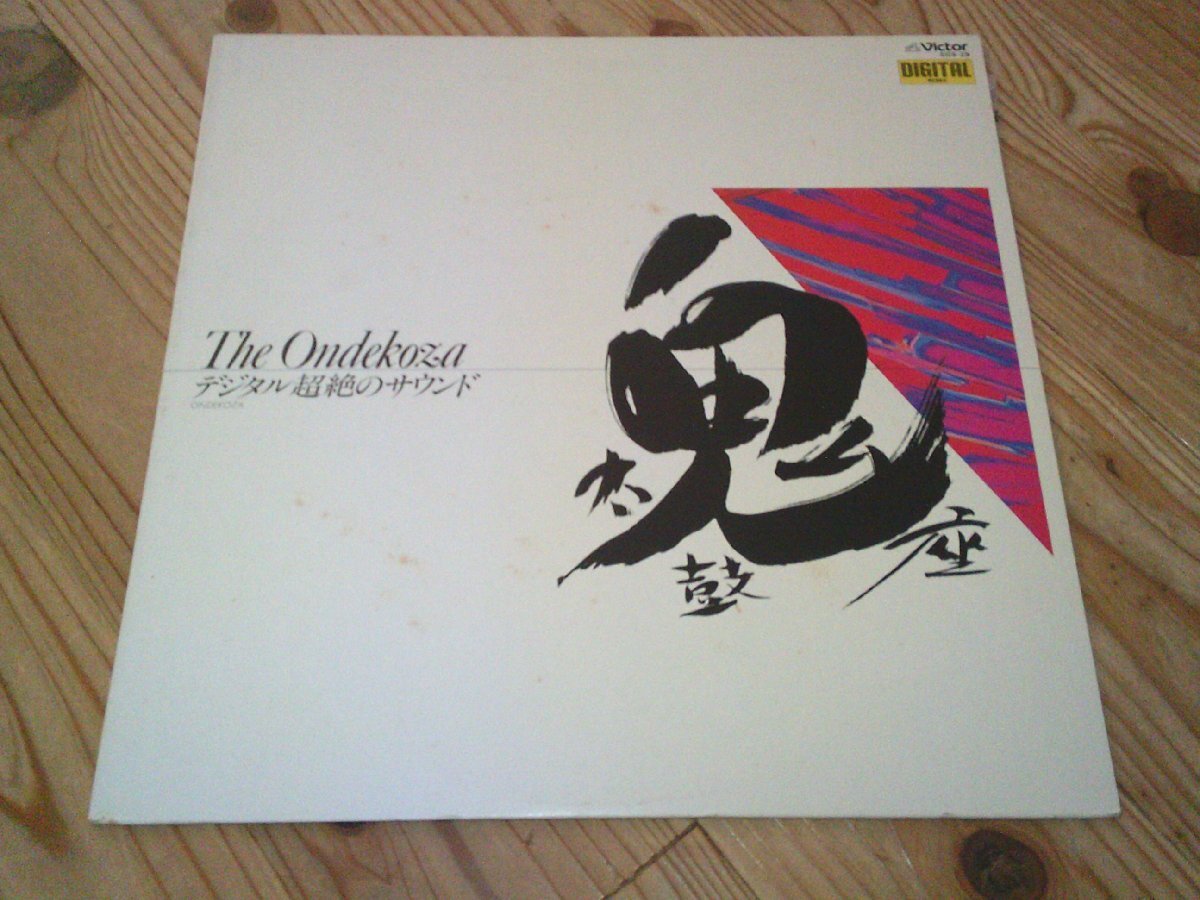 Victor
DIGITAL
The Ondekoza
デジタル超絶のサウンド
ONDEKOZA
鬼
太
鼓
座